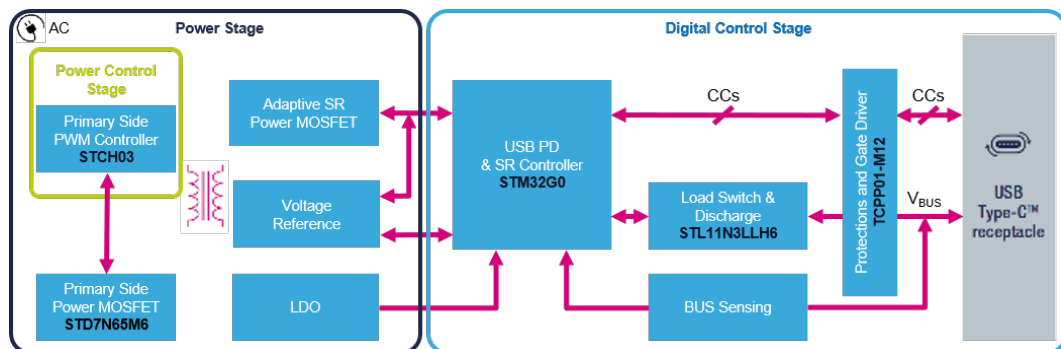 AC
Power Stage
Digital Control Stage
Power Control
Stage
Primary Side
PWM Controller
STCH03
Adaptive SR
Power MOSFET
Voltage
Reference
Primary Side
Power MOSFET
STD7N65M6
LDO
USB PD
& SR Controller
STM32G0
CCs
Load Switch &
Discharge
STL11N3LLH6
BUS Sensing
Protections and Gate Driver
TCPP01-M12
CCs
VBUS
USB
Type-C™
receptacle